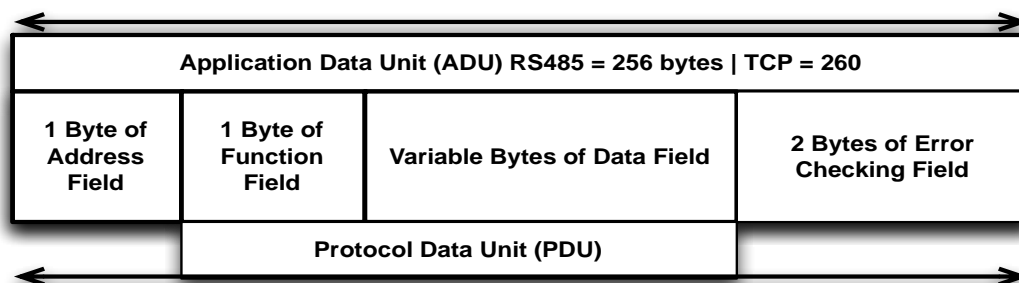 Application Data Unit (ADU) RS485 = 256 bytes | TCP = 260
1 Byte of
Address
Field
1 Byte of
Function
Field
Variable Bytes of Data Field
2 Bytes of Error
Checking Field
Protocol Data Unit (PDU)